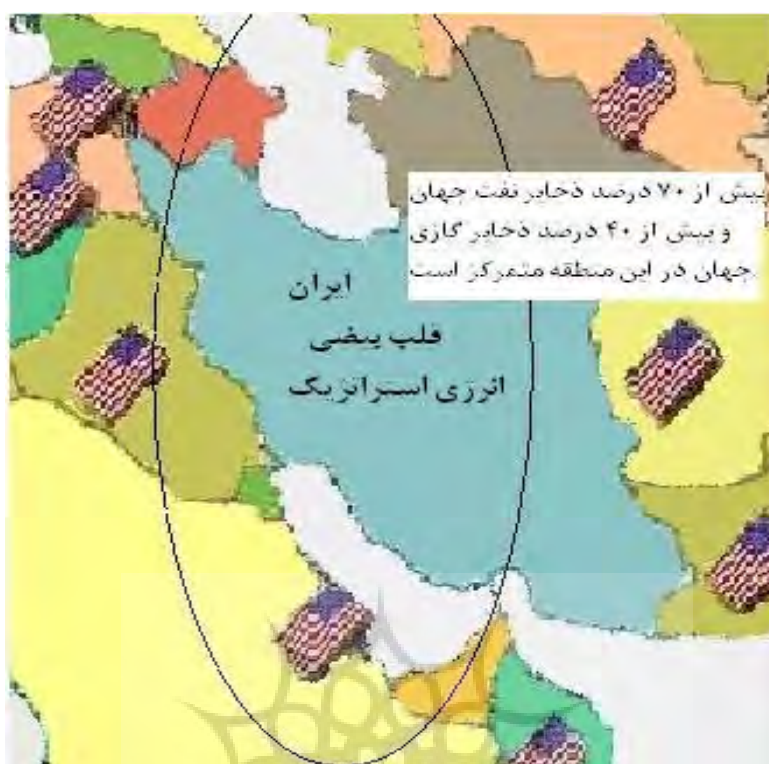 بیش از ۷۰ درصد ذخایر نفت جهان
و بیش از ۴۰ درصد ذخایر گازی
جهان در این منطقه متمرکز است
ایران
قلب بیضی
انرژی استراتژیک